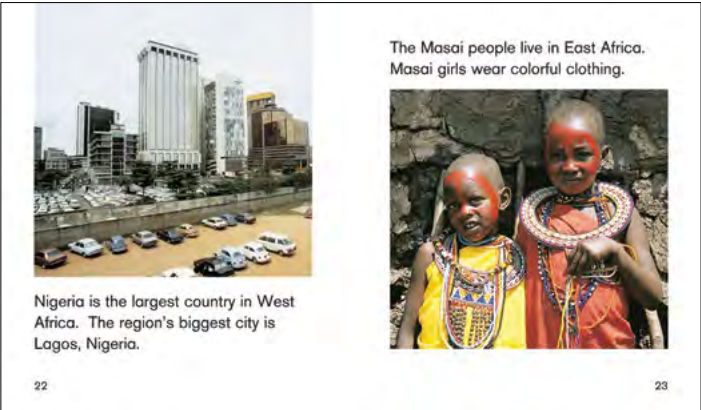 Nigeria is the largest country in West
Africa.  The region's biggest city is
Lagos, Nigeria.
22
The Masai people live in East Africa.
Masai girls wear colorful clothing.
23